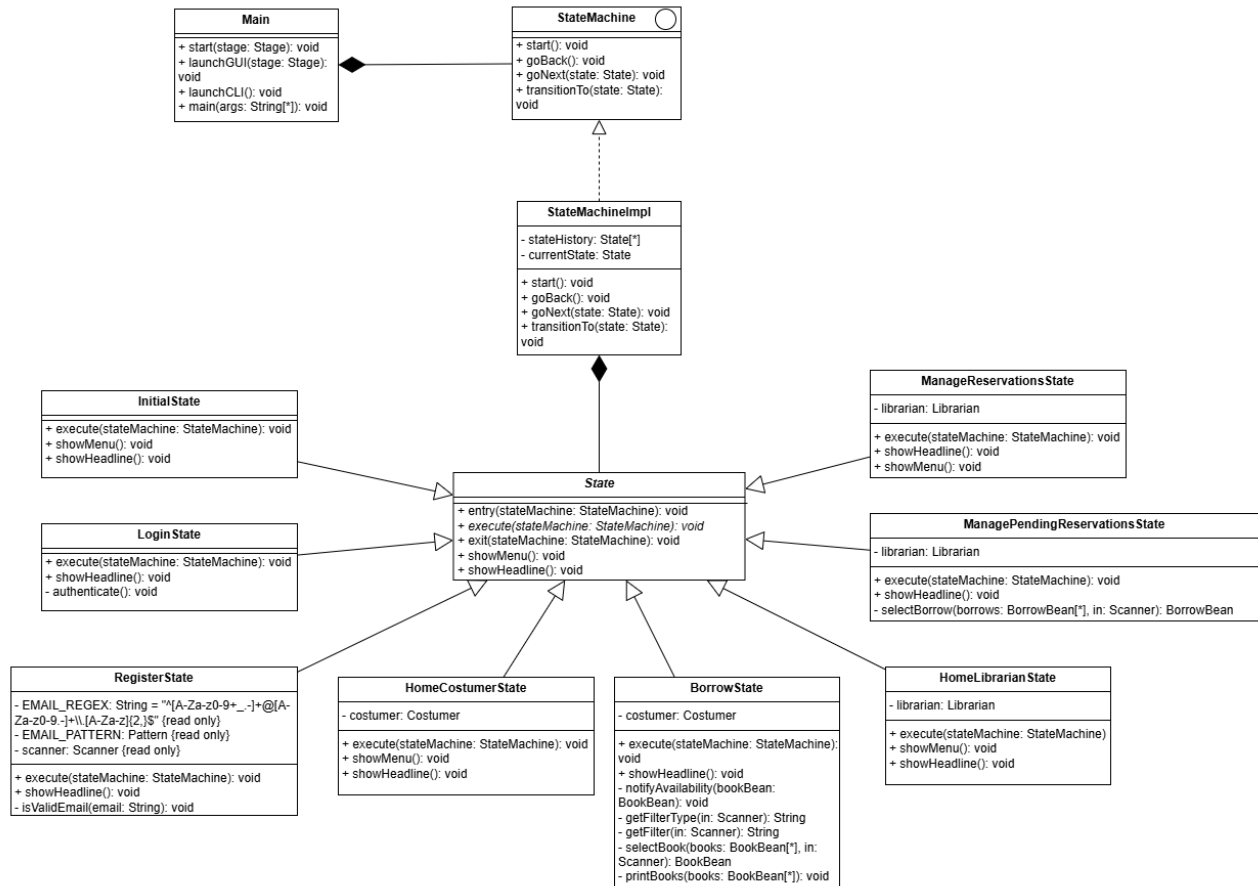 Main
+ start(stage: Stage): void
+ launchGUI(stage: Stage):
void
+ launchCLI(): void
+ main(args: String[*]): void
StateMachine
+ start(): void
+ goBack(): void
+ goNext(state: State): void
+ transitionTo(state: State):
void
StateMachineImpl
- stateHistory: State[*]
- currentState: State
+ start(): void
+ goBack(): void
+ goNext(state: State): void
+ transitionTo(state: State):
void
InitialState
+ execute(stateMachine: StateMachine): void
+ showMenu(): void
+ showHeadline(): void
ManageReservationsState
- librarian: Librarian
+ execute(stateMachine: StateMachine): void
+ showHeadline(): void
+ showMenu(): void
State
+ entry(stateMachine: StateMachine): void
+ execute(stateMachine: StateMachine): void
+ exit(stateMachine: StateMachine): void
+ showMenu(): void
+ showHeadline(): void
LoginState
+ execute(stateMachine: StateMachine): void
+ showHeadline(): void
- authenticate(): void
ManagePendingReservationsState
- librarian: Librarian
+ execute(stateMachine: StateMachine): void
+ showHeadline(): void
- selectBorrow(borrows: BorrowBean[*], in: Scanner): BorrowBean
RegisterState
- EMAIL_REGEX: String = "^[A-Za-z0-9+_.-]+@[A-
Za-z0-9.-]+\\.[A-Za-z]{2,}$" {read only}
- EMAIL_PATTERN: Pattern {read only}
- scanner: Scanner {read only}
+ execute(stateMachine: StateMachine): void
+ showHeadline(): void
- isValidEmail(email: String): void
HomeCostumerState
- costumer: Costumer
+ execute(stateMachine: StateMachine): void
+ showMenu(): void
+ showHeadline(): void
BorrowState
- costumer: Costumer
+ execute(stateMachine: StateMachine):
void
+ showHeadline(): void
- notifyAvailability(bookBean:
BookBean): void
- getFilterType(in: Scanner): String
- getFilter(in: Scanner): String
- selectBook(books: BookBean[*], in:
Scanner): BookBean
- printBooks(books: BookBean[*]): void
HomeLibrarianState
- librarian: Librarian
+ execute(stateMachine: StateMachine)
+ showMenu(): void
+ showHeadline(): void